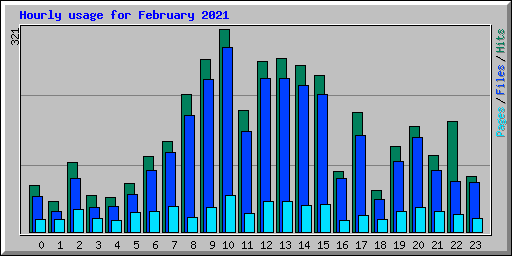 Hourly usage for February 2021
321
Pages/Files/Hits
0 1 2 3 4 5 6 7 8 9 10 11 12 13 14 15 16 17 18 19 20 21 22 23